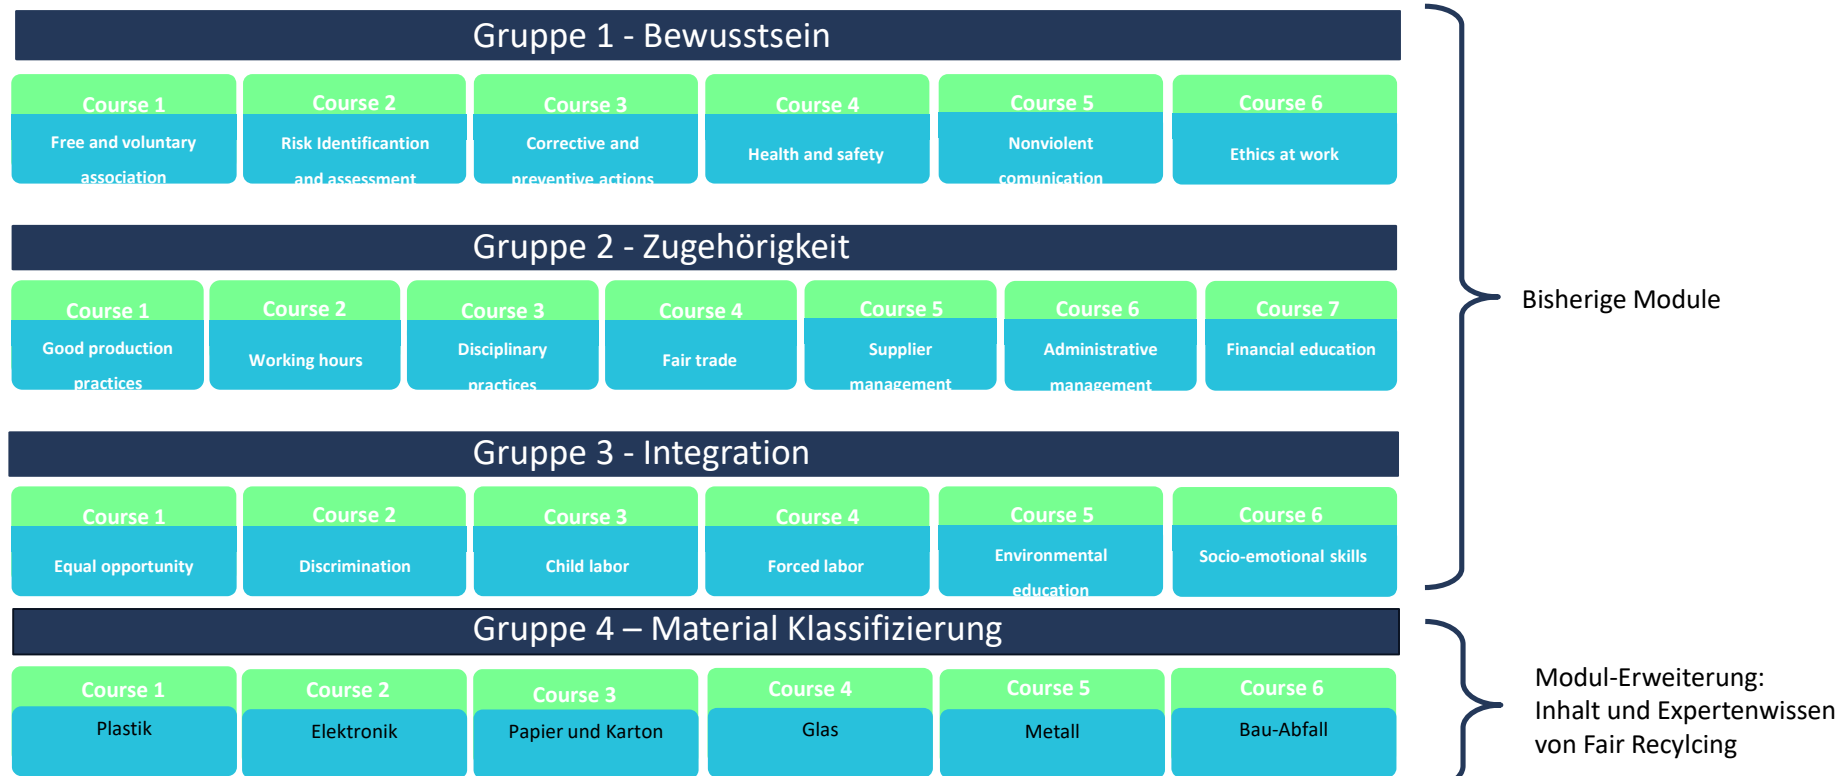 Gruppe 1 - Bewusstsein
Course 1
Course 2
Course 3
Course 4
Course 5
Course 6
Free and voluntary
association
Risk Identificantion
and assessment
Corrective and
preventive actions
Health and safety
Nonviolent
comunication
Ethics at work
Gruppe 2 - Zugehörigkeit
Course 1
Course 2
Course 3
Course 4
Course 5
Course 6
Course 7
Good production
practices
Working hours
Disciplinary
practices
Fair trade
Supplier
management
Administrative
management
Financial education
Bisherige Module
Gruppe 3 - Integration
Course 1
Course 2
Course 3
Course 4
Course 5
Course 6
Equal opportunity
Discrimination
Child labor
Forced labor
Environmental
education
Socio-emotional skills
Gruppe 4 – Material Klassifizierung
Course 1
Course 2
Course 3
Course 4
Course 5
Course 6
Plastik
Elektronik
Papier und Karton
Glas
Metall
Bau-Abfall
Modul-Erweiterung:
Inhalt und Expertenwissen
von Fair Recylcing